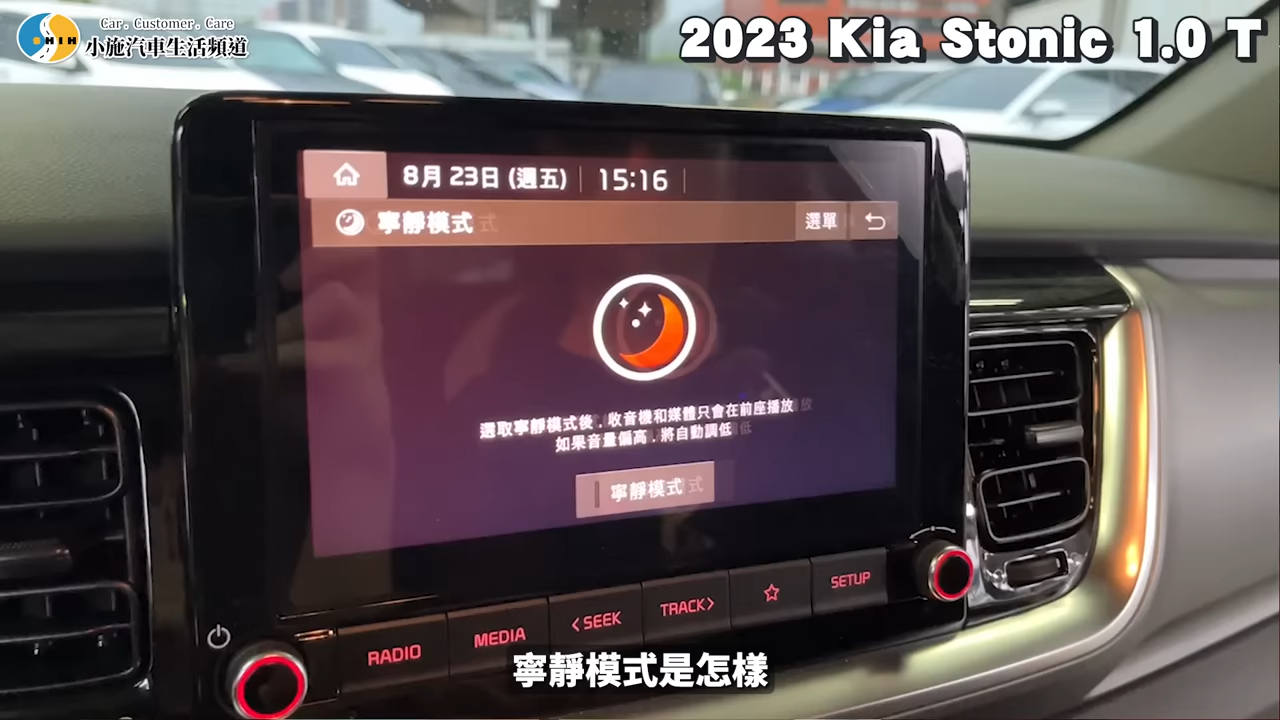 Car. Customer. Care
SHIH
小施汽車生活頻道
2023 Kia Stonic 1.0 T
8月 23日 (週五) 15:16
寧靜模式
選單
選取寧靜模式後，收音機和媒體只會在前座播放
如果音量偏高，將自動調低
寧靜模式
RADIO
MEDIA
< SEEK
TRACK >
☆
SETUP
寧靜模式是怎樣